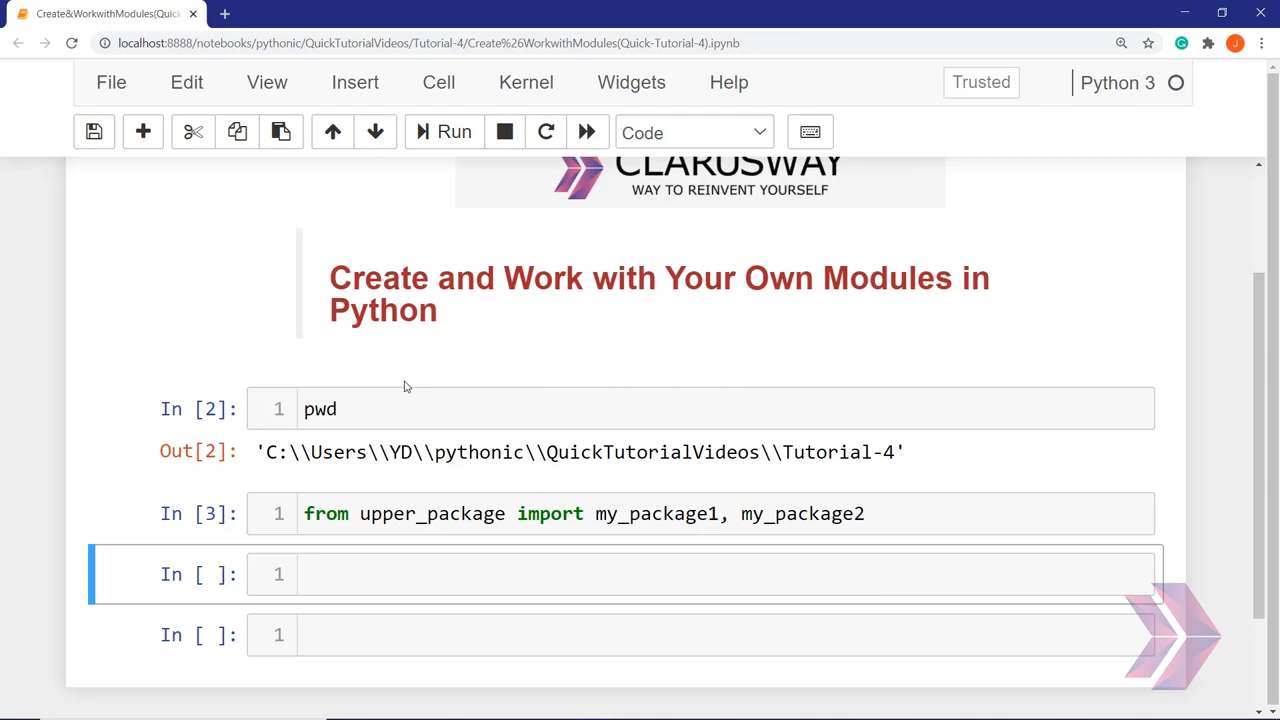 Create&WorkwithModules(Quick
localhost:8888/notebooks/pythonic/QuickTutorialVideos/Tutorial-4/Create%26WorkwithModules(Quick-Tutorial-4).ipynb
J
File Edit View Insert Cell Kernel Widgets Help Trusted Python 3
Run Code
CLARUSWAY
WAY TO REINVENT YOURSELF
Create and Work with Your Own Modules in
Python
In [2]: 1 pwd
Out[2]: 'C:\\Users\\YD\\pythonic\\QuickTutorialVideos\\Tutorial-4'
In [3]: 1 from upper_package import my_package1, my_package2
In [ ]: 1
In [ ]: 1